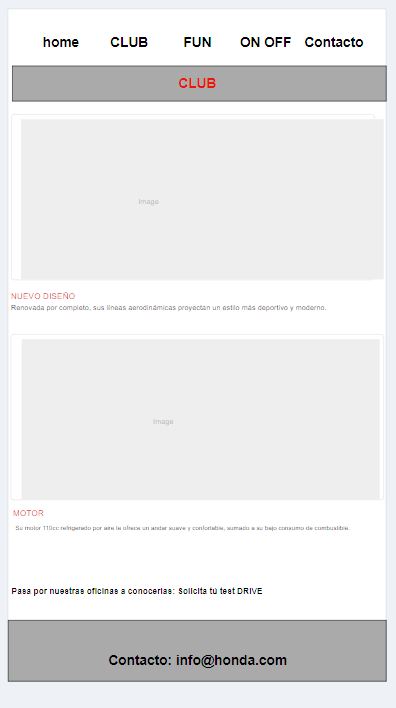 home CLUB FUN ON OFF Contacto
CLUB
Image
NUEVO DISEÑO
Renovada por completo, sus líneas aerodinámicas proyectan un estilo más deportivo y moderno.
Image
MOTOR
Su motor 110cc refrigerado por aire le ofrece un andar suave y confortable, sumado a su bajo consumo de combustible.
Pasa por nuestras oficinas a conocerlas: Solicita tú test DRIVE
Contacto: info@honda.com